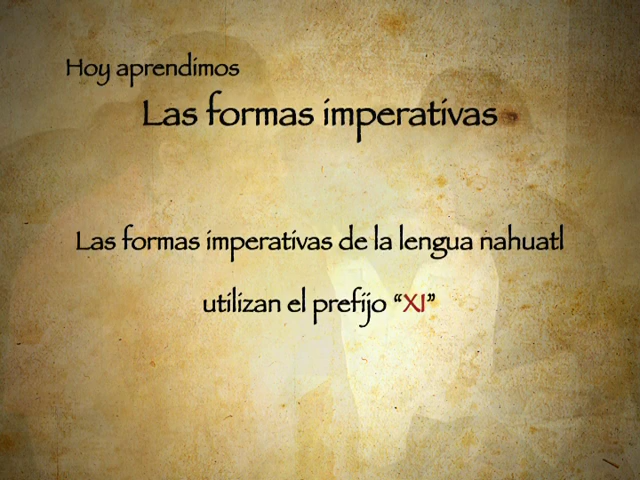 Hoy aprendimos
Las formas imperativas
Las formas imperativas de la lengua nahuatl
utilizan el prefijo “XI”